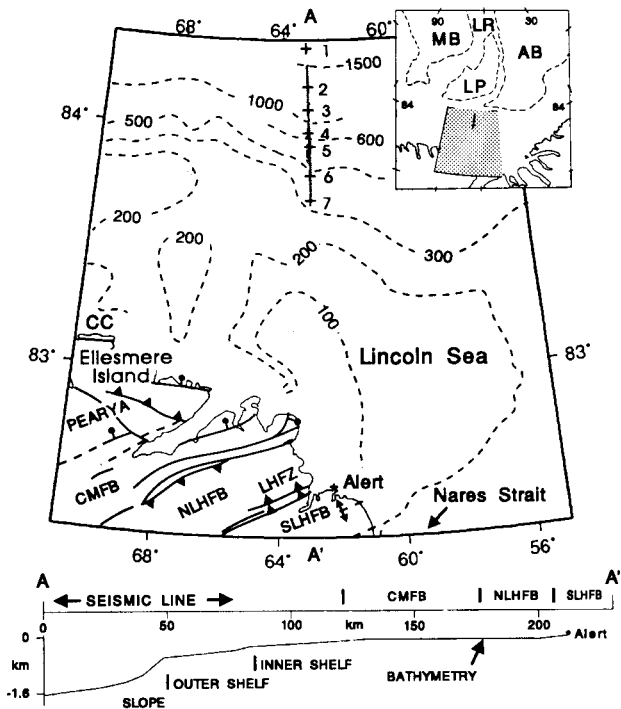 A
68°
64°
60°
1
1500
2
3
1000
4
600
5
500
6
7
84°
84°
200
200
200
300
100
90
LR
30
MB
AB
LP
84
84
CC
83°
83°
Ellesmere
Island
Lincoln Sea
PEARYA
CMFB
NLHFB
LHFZ
SLHFB
Alert
Nares Strait
68°
64°
A'
60°
56°
A
A'
SEISMIC LINE
CMFB
NLHFB
SLHFB
0
50
100
km
150
200
0
km
-1.6
Alert
INNER SHELF
OUTER SHELF
SLOPE
BATHYMETRY